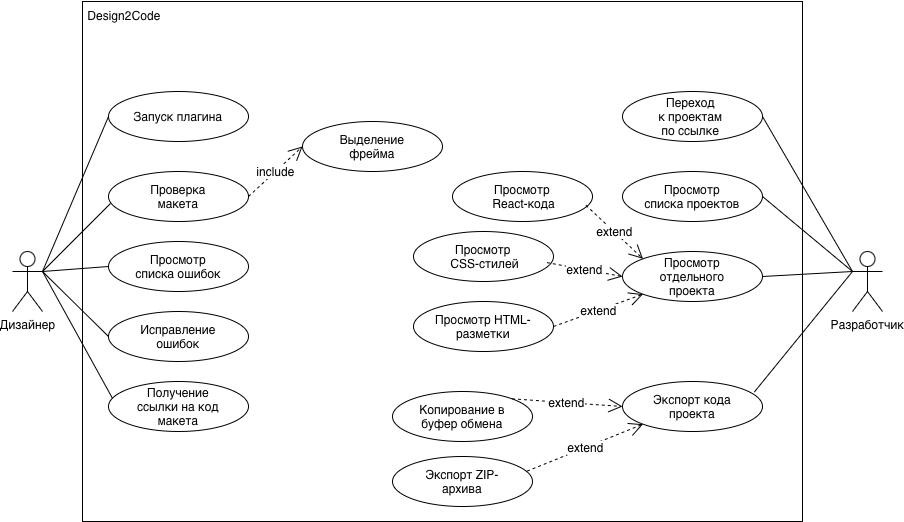 Design2Code
Запуск плагина
Выделение
фрейма
include
Проверка
макета
Просмотр
списка ошибок
Исправление
ошибок
Получение
ссылки на код
макета
Дизайнер
Переход
к проектам
по ссылке
Просмотр
React-кода
Просмотр
списка проектов
extend
Просмотр
CSS-стилей
extend
Просмотр
отдельного
проекта
Просмотр HTML-
разметки
extend
Разработчик
Копирование в
буфер обмена
extend
Экспорт кода
проекта
extend
Экспорт ZIP-
архива